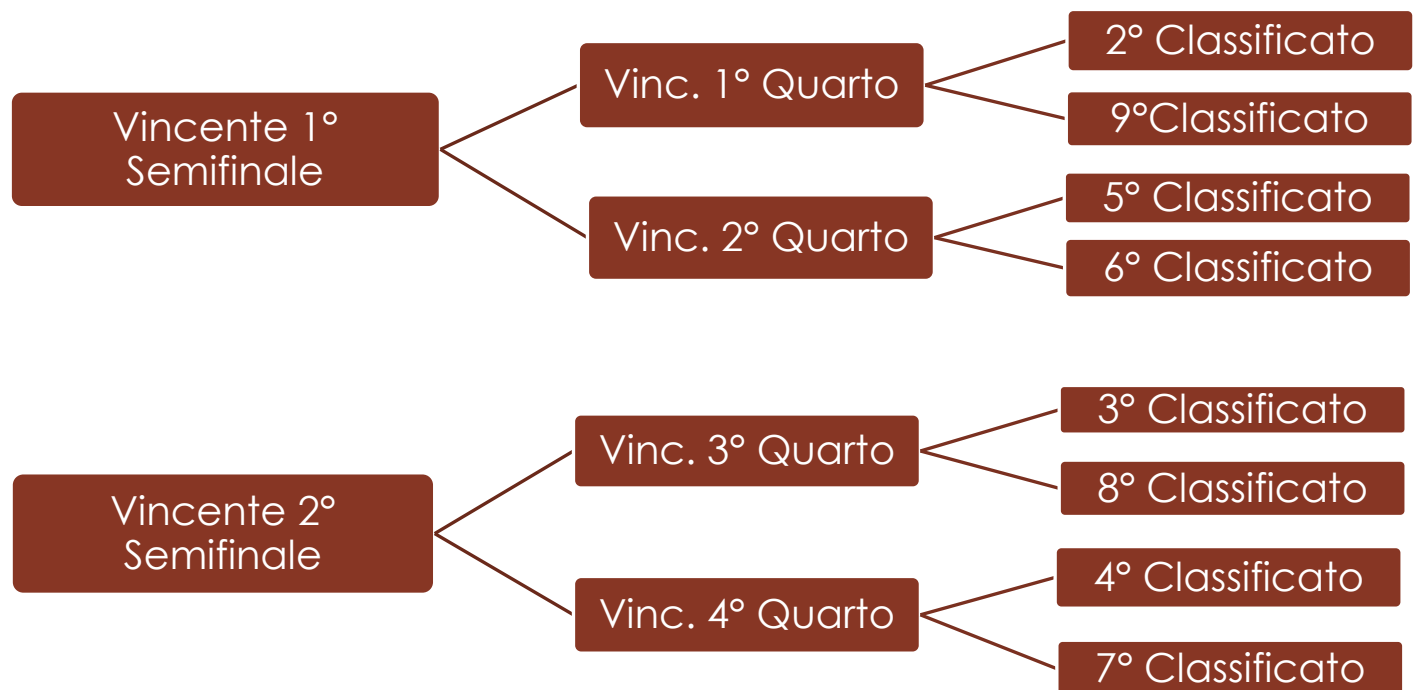 Vincente 1°
Semifinale
Vinc. 1° Quarto
2° Classificato
9°Classificato
Vinc. 2° Quarto
5° Classificato
6° Classificato
Vincente 2°
Semifinale
Vinc. 3° Quarto
3° Classificato
8° Classificato
Vinc. 4° Quarto
4° Classificato
7° Classificato